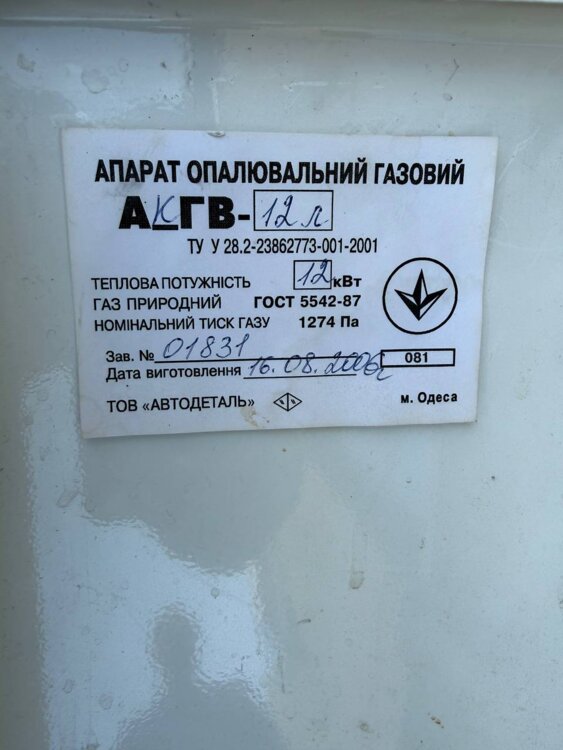 АПАРАТ ОПАЛЮВАЛЬНИЙ ГАЗОВИЙ
АКГВ-12 л
ТУ У 28.2-23862773-001-2001
ТЕПЛОВА ПОТУЖНІСТЬ 12 кВт
ГАЗ ПРИРОДНИЙ ГОСТ 5542-87
НОМІНАЛЬНИЙ ТИСК ГАЗУ 1274 Па
Зав. № 01831
081
Дата виготовлення 16.08.2006г
ТОВ «АВТОДЕТАЛЬ» м. Одеса